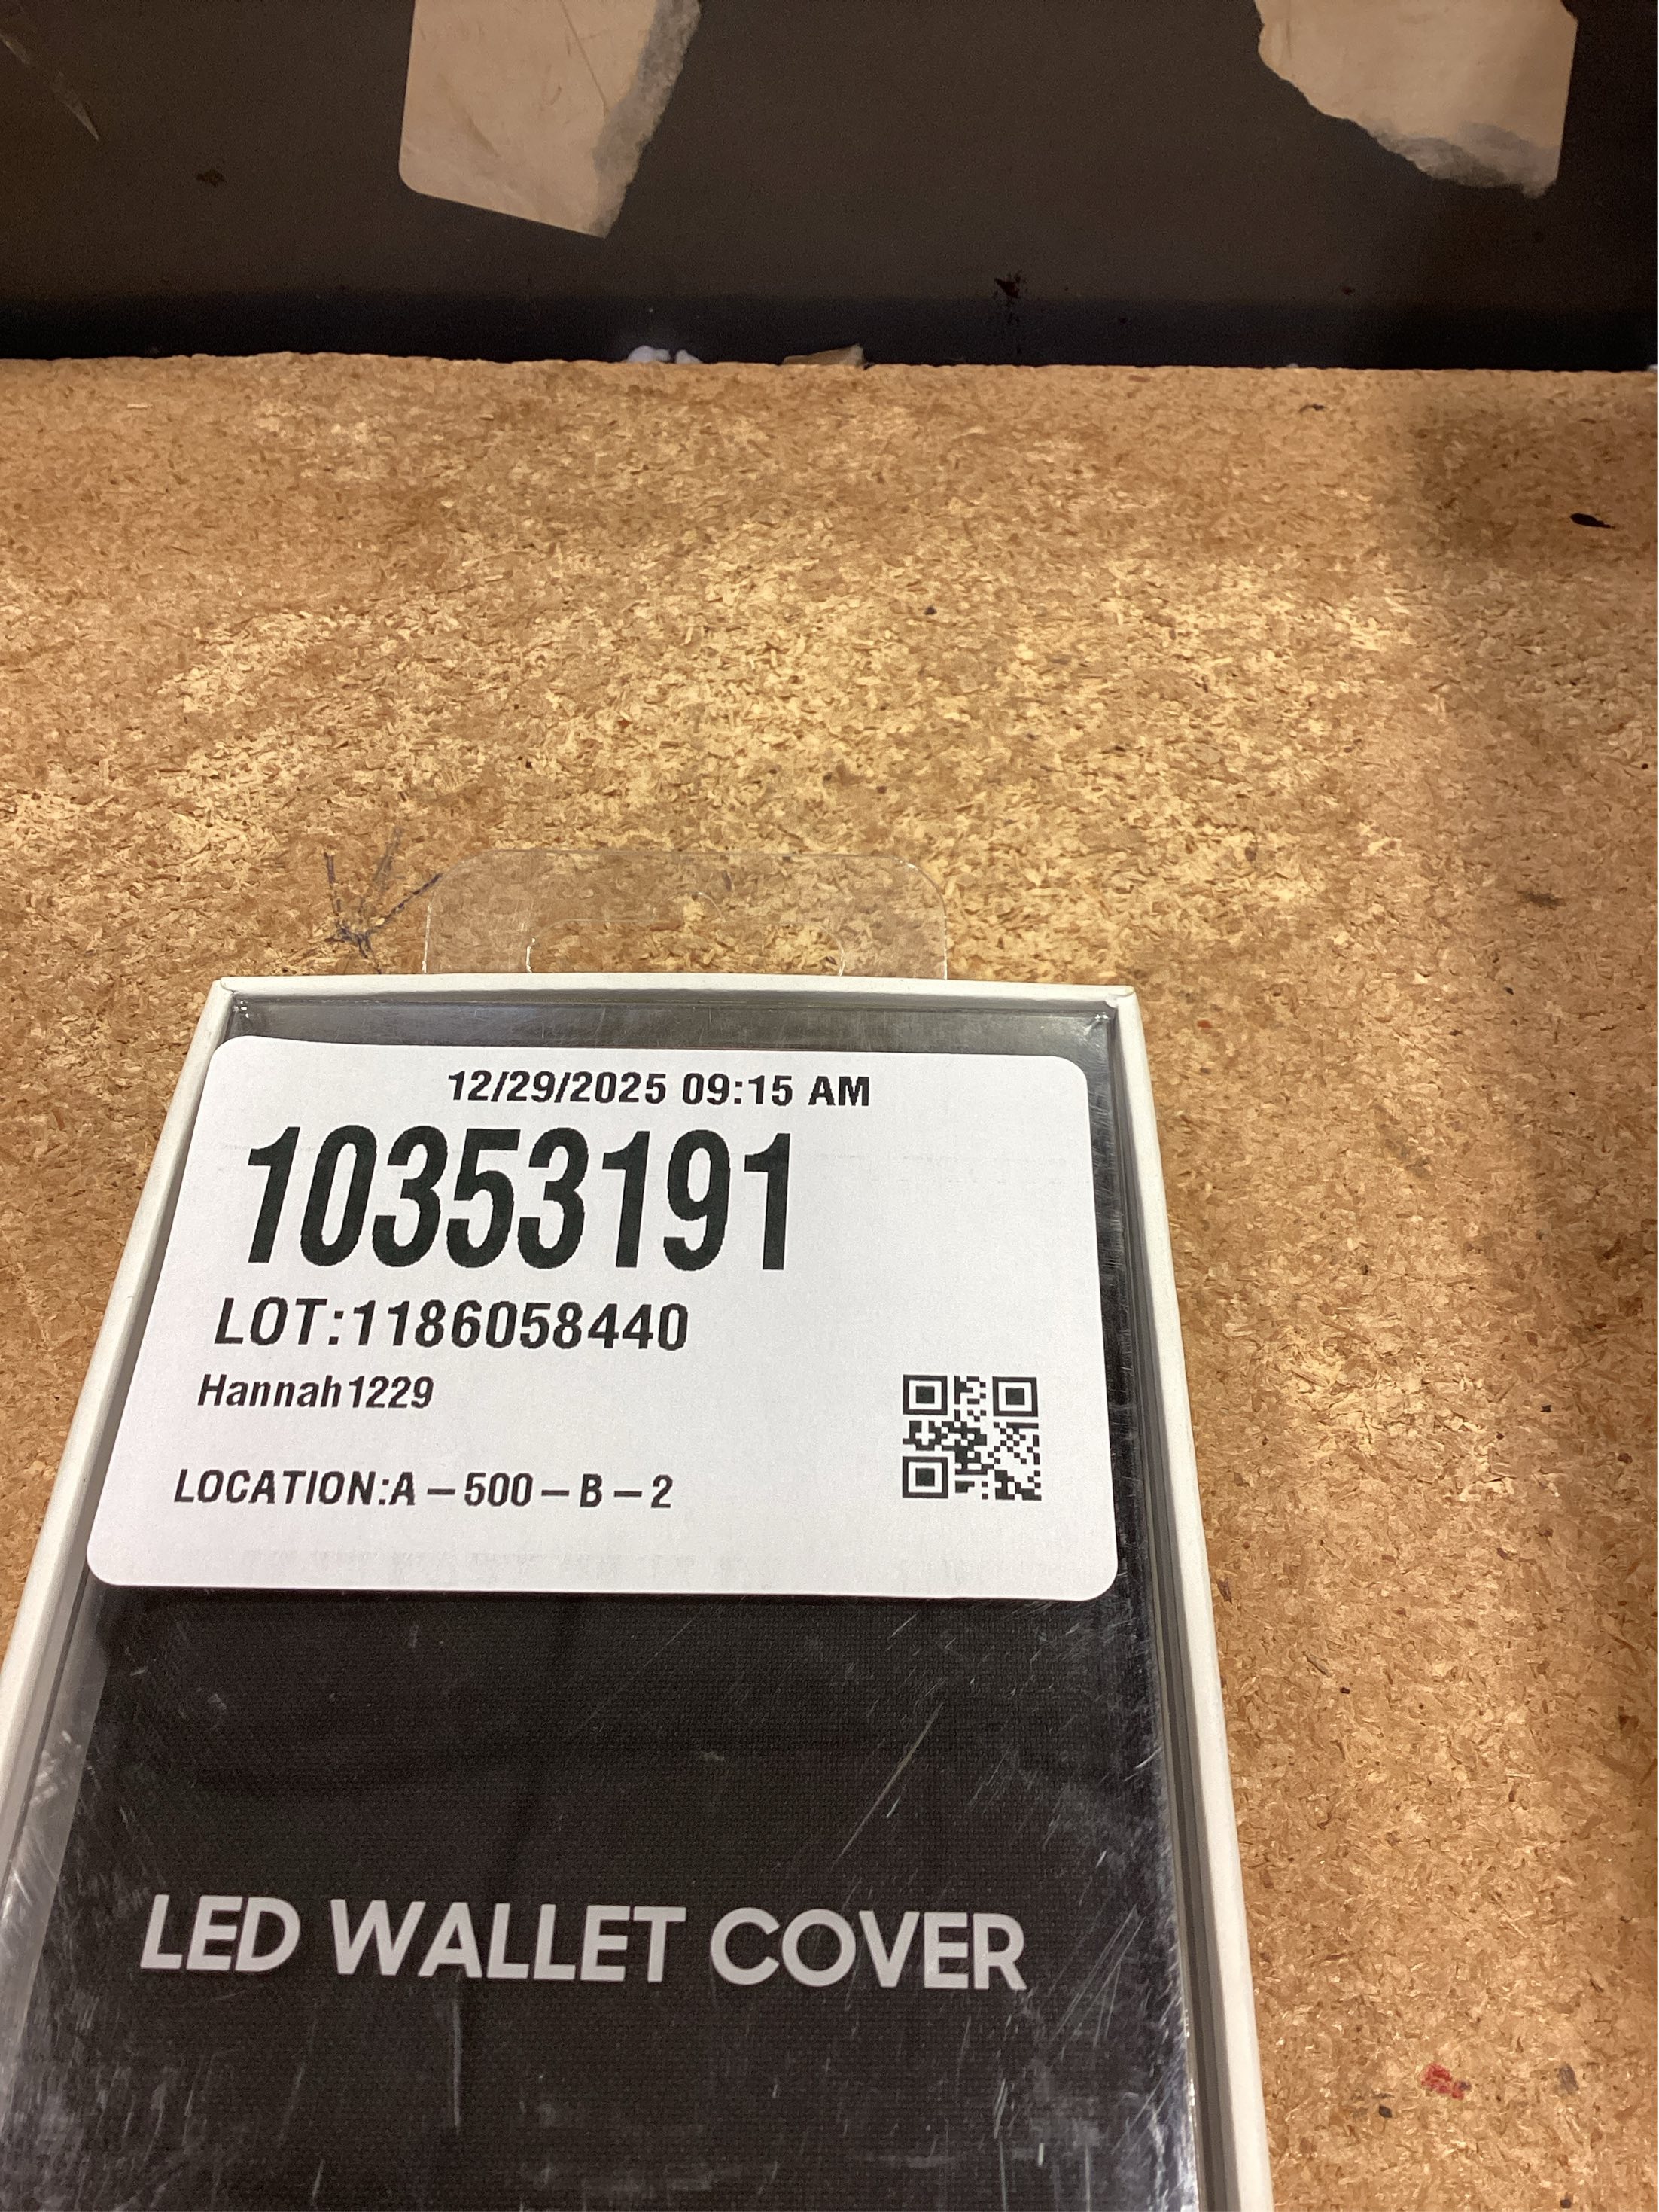 12/29/2025 09:15 AM
10353191
LOT:1186058440
Hannah1229
LOCATION:A-500-B-2
LED WALLET COVER